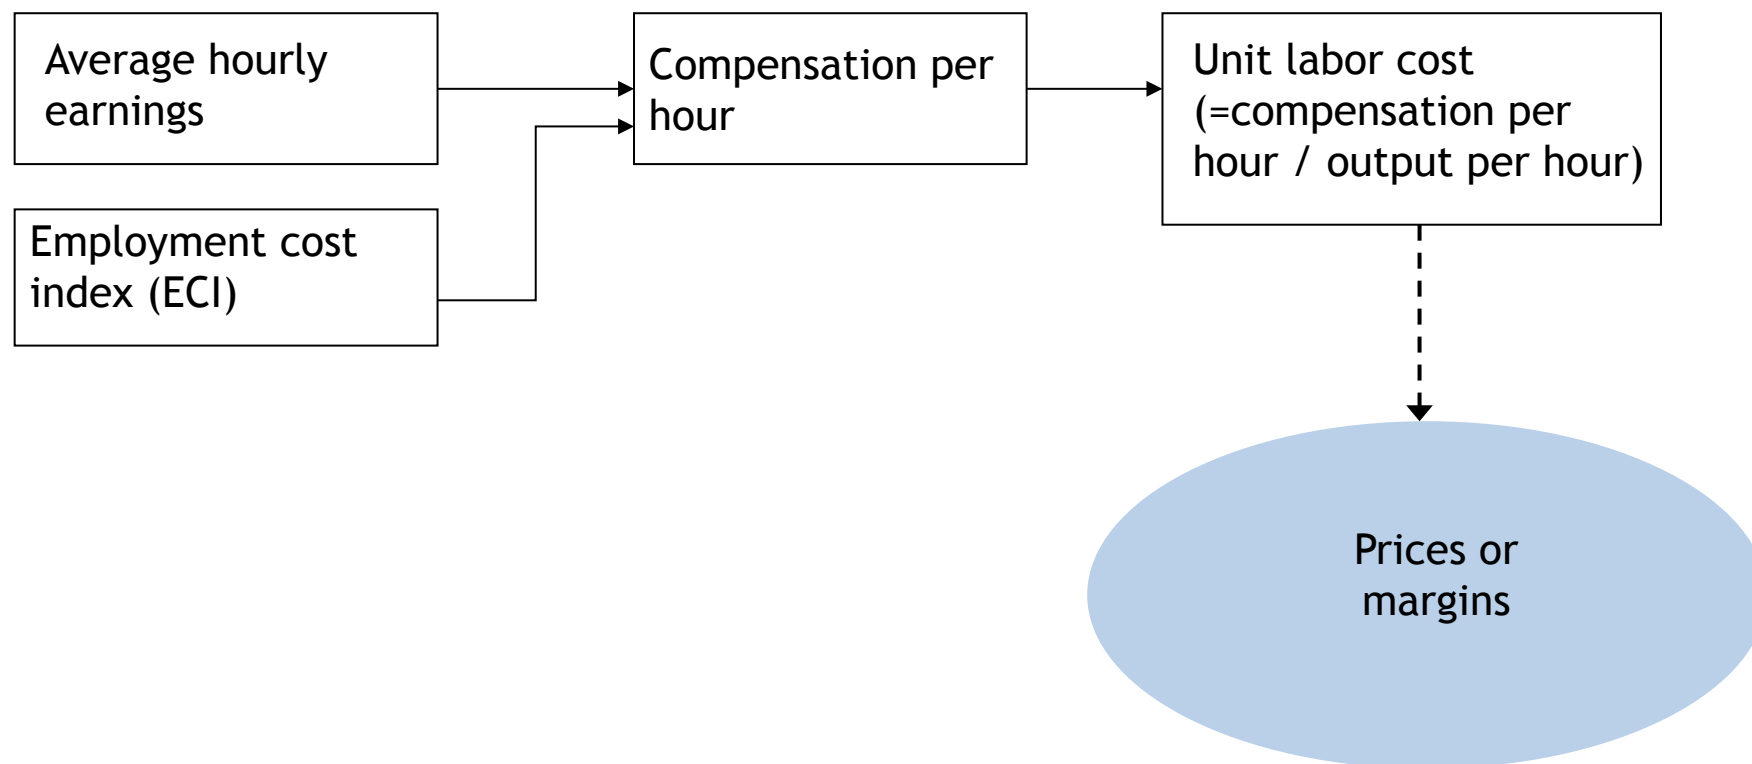 Average hourly
earnings
Compensation per
hour
Unit labor cost
(=compensation per
hour / output per hour)
Employment cost
index (ECI)
Prices or
margins